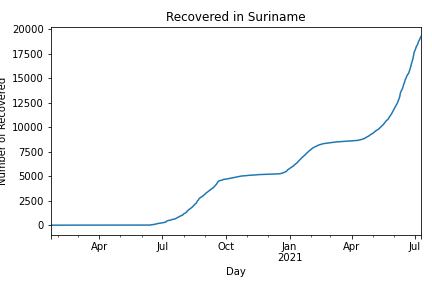 Recovered in Suriname
Number of Recovered
20000
17500
15000
12500
10000
7500
5000
2500
0
Apr Jul Oct Jan Apr Jul
2021
Day